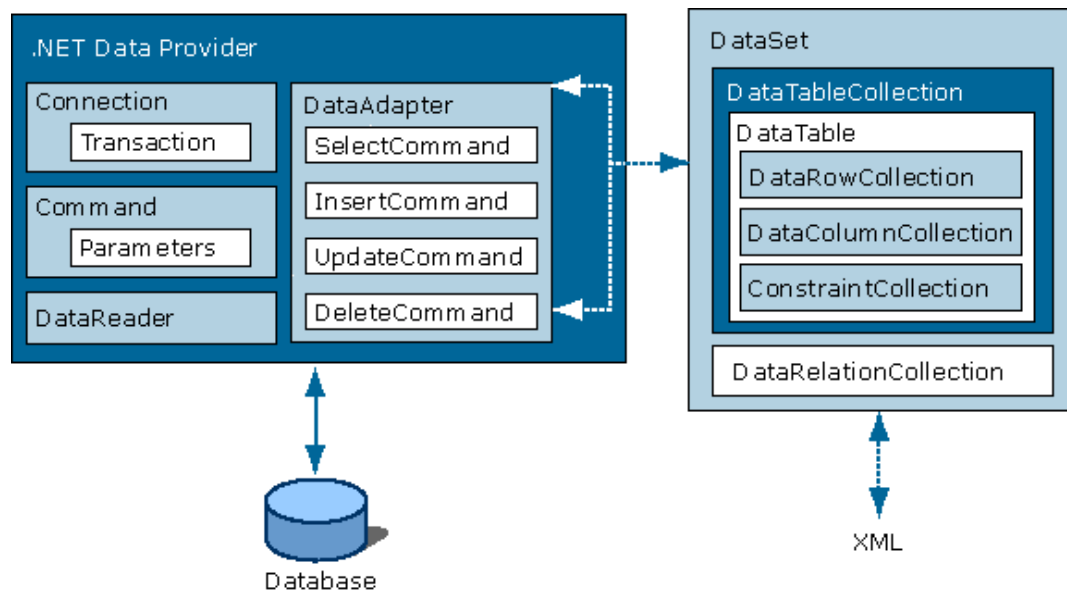 .NET Data Provider
Connection
Transaction
Command
Parameters
DataReader
DataAdapter
SelectCommand
InsertCommand
UpdateCommand
DeleteCommand
DataSet
DataTableCollection
DataTable
DataRowCollection
DataColumnCollection
ConstraintCollection
DataRelationCollection
Database
XML